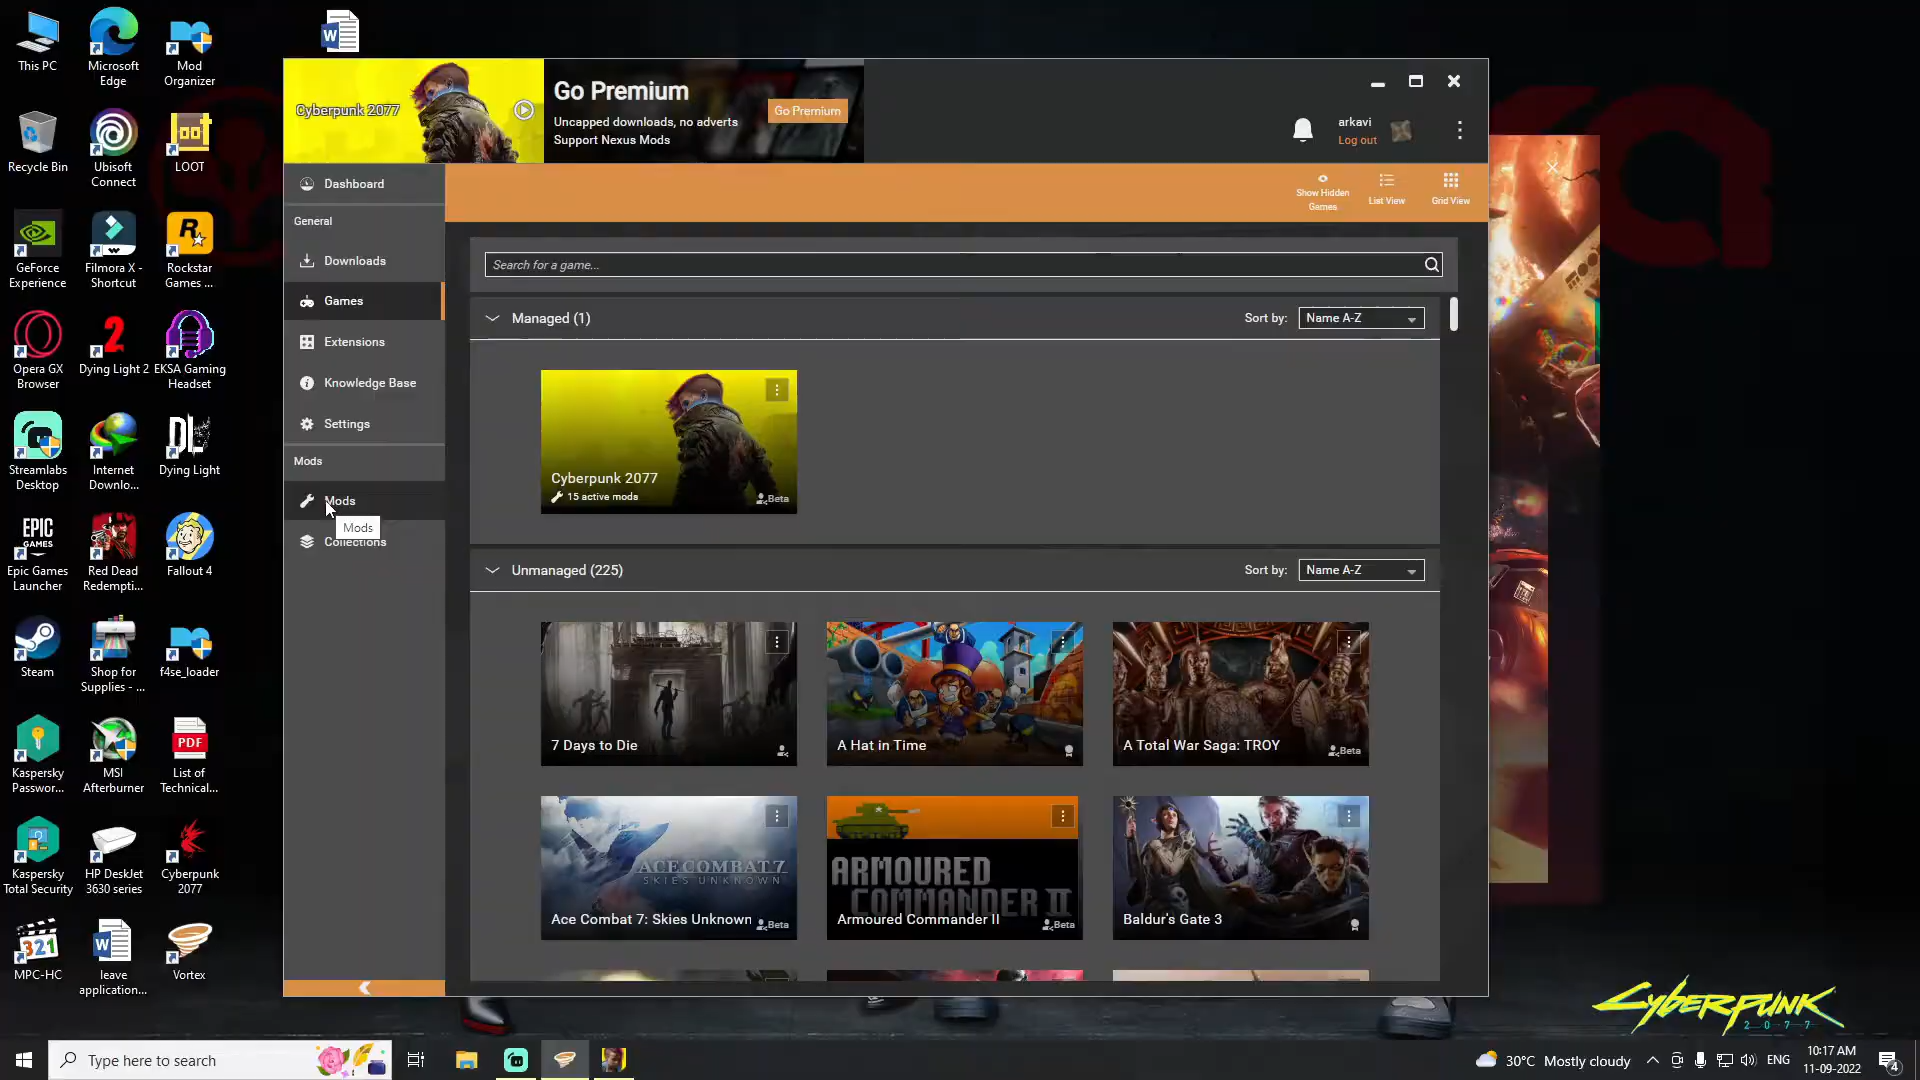 This PC
Microsoft
Edge
Mod
Organizer
Recycle Bin
Ubisoft
Connect
LOOT
GeForce
Experience
Filmora X -
Shortcut
Rockstar
Games ...
Opera GX
Browser
Dying Light 2
EKSA Gaming
Headset
Streamlabs
Desktop
Internet
Downlo...
Dying Light
Epic Games
Launcher
Red Dead
Redempti...
Fallout 4
Steam
Shop for
Supplies - ...
f4se_loader
Kaspersky
Passwor...
MSI
Afterburner
List of
Technical...
Kaspersky
Total Security
HP DeskJet
3630 series
Cyberpunk
2077
MPC-HC
leave
application...
Vortex
EPIC
GAMES
PDF
321
Cyberpunk 2077
Go Premium
Uncapped downloads, no adverts
Support Nexus Mods
Go Premium
arkavi
Log out
Dashboard
General
Downloads
Games
Extensions
Knowledge Base
Settings
Mods
Mods
Mods
Collections
Show Hidden
Games
List View
Grid View
Search for a game...
Managed (1)
Sort by:
Name A-Z
Cyberpunk 2077
15 active mods
Beta
Unmanaged (225)
Sort by:
Name A-Z
7 Days to Die
A Hat in Time
A Total War Saga: TROY
Beta
ACE COMBAT 7
SKIES UNKNOWN
Ace Combat 7: Skies Unknown
Beta
ARMOURED
COMMANDER II
Armoured Commander II
Beta
Baldur's Gate 3
CYBERPUNK
2077
Type here to search
30°C Mostly cloudy
ENG
10:17 AM
11-09-2022
4